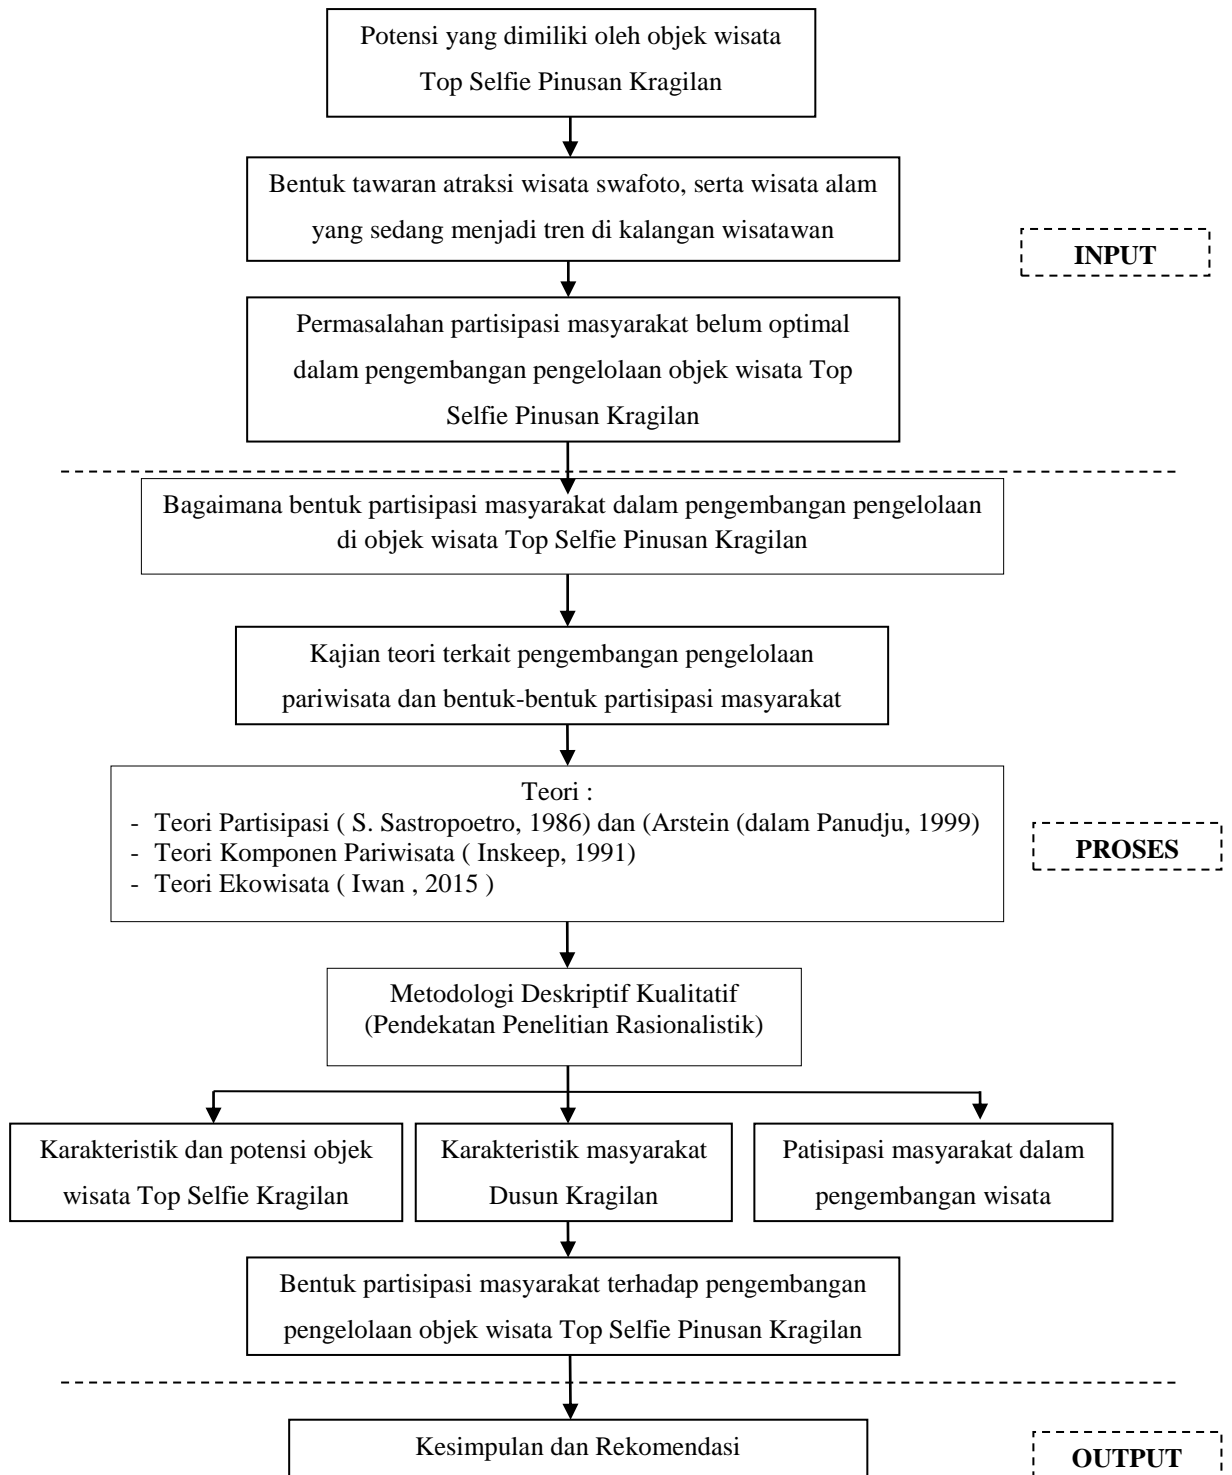 Potensi yang dimiliki oleh objek wisata
Top Selfie Pinusan Kragilan
Bentuk tawaran atraksi wisata swafoto, serta wisata alam
yang sedang menjadi tren di kalangan wisatawan
INPUT
Permasalahan partisipasi masyarakat belum optimal
dalam pengembangan pengelolaan objek wisata Top
Selfie Pinusan Kragilan
Bagaimana bentuk partisipasi masyarakat dalam pengembangan pengelolaan
di objek wisata Top Selfie Pinusan Kragilan
Kajian teori terkait pengembangan pengelolaan
pariwisata dan bentuk-bentuk partisipasi masyarakat
Teori :
- Teori Partisipasi ( S. Sastropoetro, 1986) dan (Arstein (dalam Panudju, 1999)
- Teori Komponen Pariwisata ( Inskeep, 1991)
- Teori Ekowisata ( Iwan , 2015 )
PROSES
Metodologi Deskriptif Kualitatif
(Pendekatan Penelitian Rasionalistik)
Karakteristik dan potensi objek
wisata Top Selfie Kragilan
Karakteristik masyarakat
Dusun Kragilan
Patisipasi masyarakat dalam
pengembangan wisata
Bentuk partisipasi masyarakat terhadap pengembangan
pengelolaan objek wisata Top Selfie Pinusan Kragilan
Kesimpulan dan Rekomendasi
OUTPUT